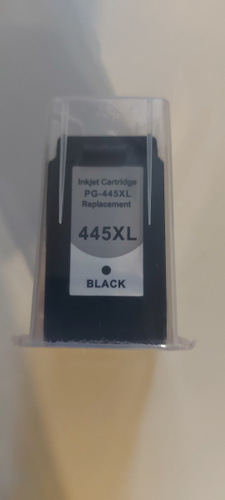 Inkjet Cartridge
PG-445XL
Replacement
445XL
BLACK